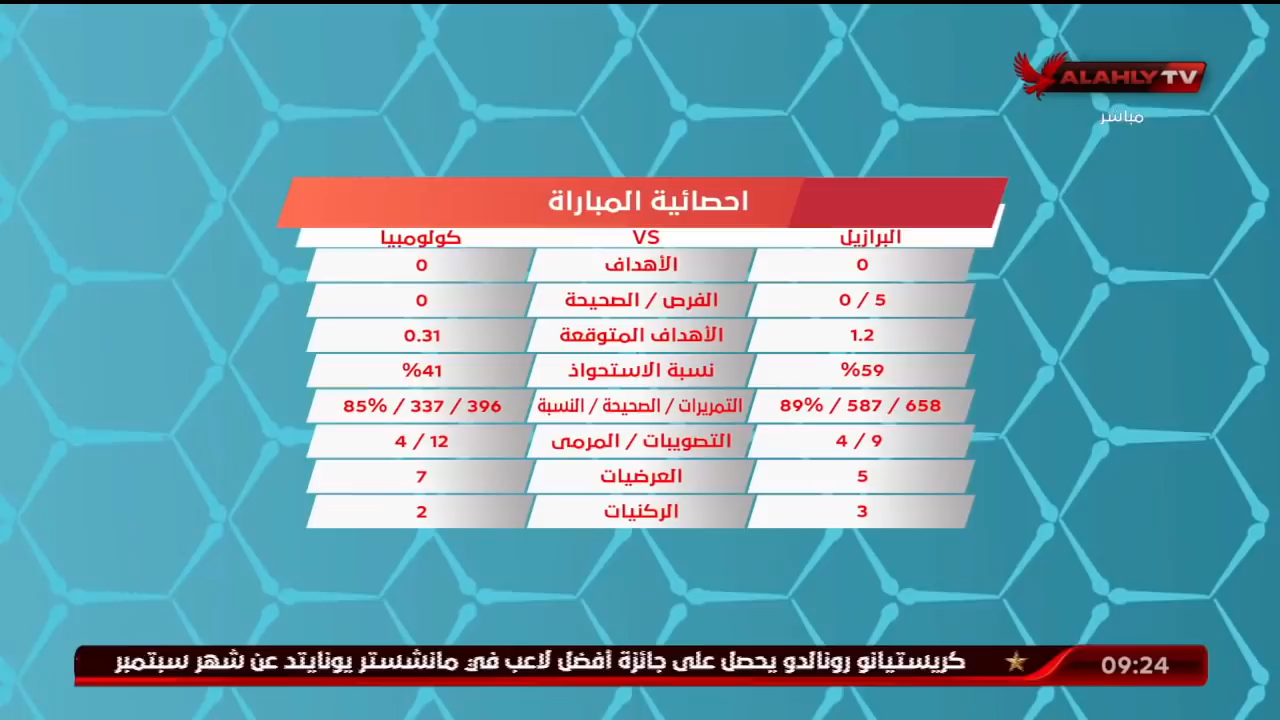 ALAHLY TV
مباشر
احصائية المباراة
البرازيل VS كولومبيا
0 الأهداف 0
0 / 5 الفرص / الصحيحة 0
1.2 الأهداف المتوقعة 0.31
%59 نسبة الاستحواذ %41
89% / 587 / 658 التمريرات / الصحيحة / النسبة 85% / 337 / 396
4 / 9 التصويبات / المرمى 4 / 12
5 العرضيات 7
3 الركنيات 2
09:24 كريستيانو رونالدو يحصل على جائزة أفضل لاعب في مانشستر يونايتد عن شهر سبتمبر